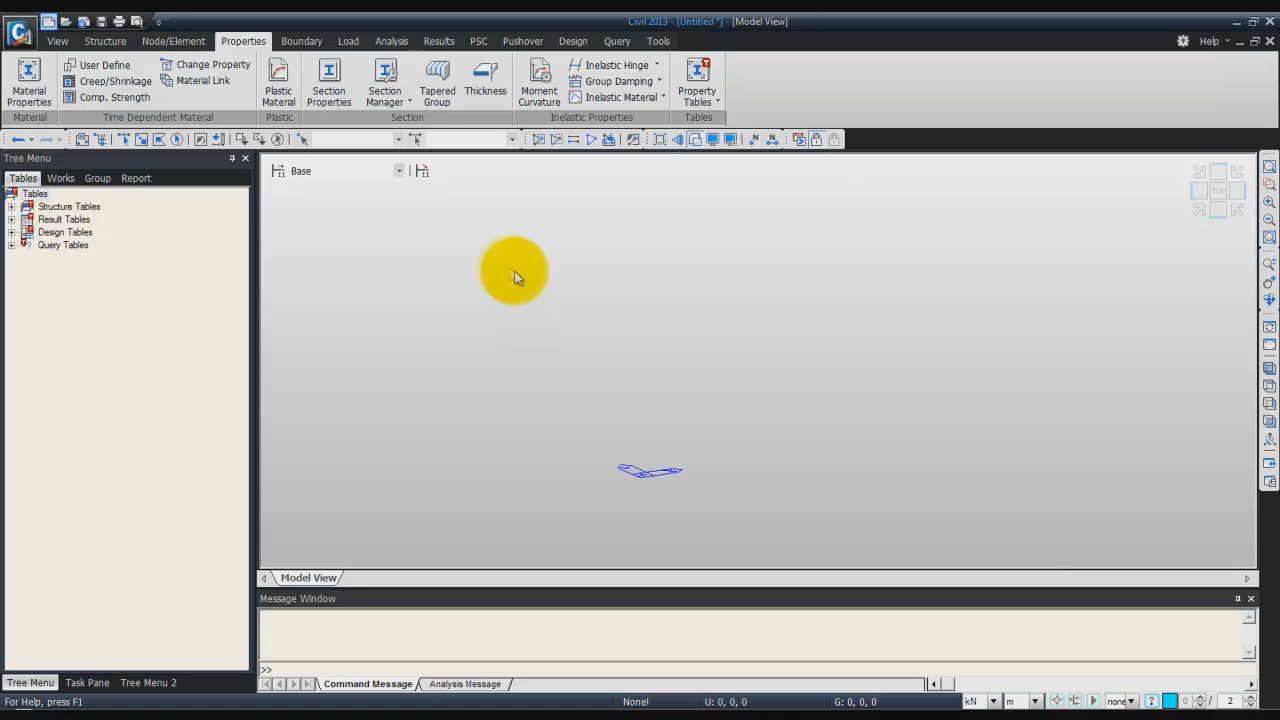 Civil 2013 - [Untitled *] - [Model View]
View Structure Node/Element Properties Boundary Load Analysis Results PSC Pushover Design Query Tools Help
Material Properties
User Define
Creep/Shrinkage
Comp. Strength
Change Property
Material Link
Plastic Material
Section Properties
Section Manager
Tapered Group
Thickness
Moment Curvature
Inelastic Hinge
Group Damping
Inelastic Material
Property Tables
Material Time Dependent Material Plastic Section Inelastic Properties Tables
Tree Menu
Tables Works Group Report
Tables
Structure Tables
Result Tables
Design Tables
Query Tables
Base
TOP
Model View
Message Window
>>
Tree Menu Task Pane Tree Menu 2
Command Message Analysis Message
For Help, press F1 None! U: 0, 0, 0 G: 0, 0, 0 kN m none 0 / 2